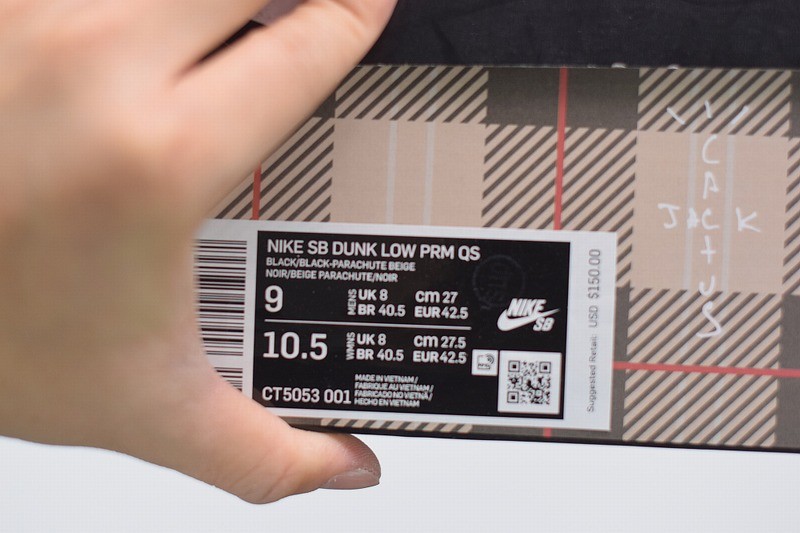 NIKE SB DUNK LOW PRM QS
BLACK/BLACK-PARACHUTE BEIGE
NOIR/BEIGE PARACHUTE/NOIR
9 MENS UK 8 CM 27
BR 40.5 EUR 42.5
10.5 WMNS UK 8 CM 27.5
BR 40.5 EUR 42.5
CT5053 001
MADE IN VIETNAM /
FABRIQUE AU VIETNAM /
FABRICADO NO VIETNÃ /
HECHO EN VIETNAM
NIKE
SB
Suggested Retail: USD $150.00
CACTUS
JACK